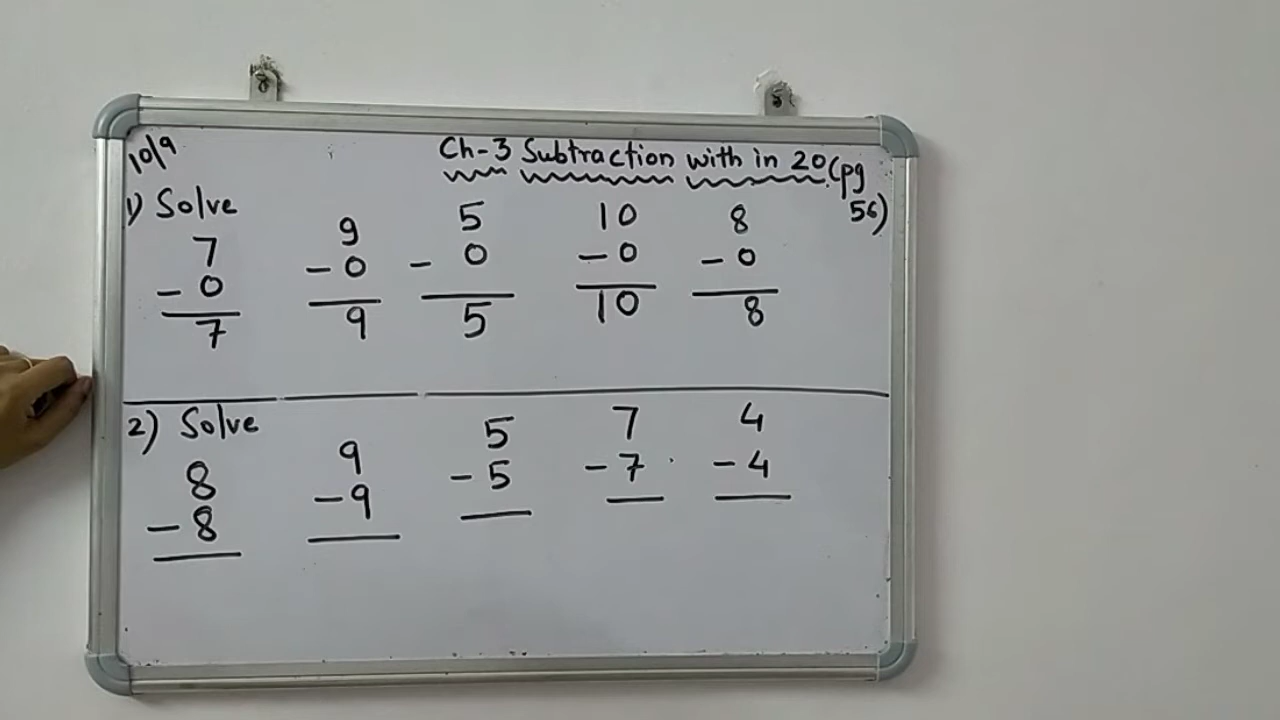 10/9
Ch-3 Subtraction with in 20 (pg 56)
1) Solve
7 9 5 10 8
- 0 - 0 - 0 - 0 - 0
7 9 5 10 8
2) Solve
8 9 5 7 4
- 8 - 9 - 5 - 7 - 4